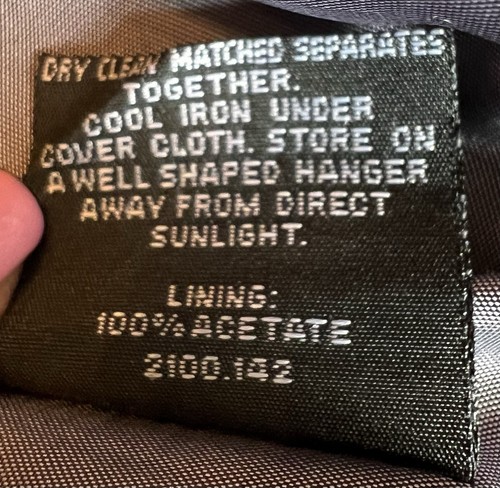 DRY CLEAN MATCHED SEPARATES
TOGETHER.
COOL IRON UNDER
COVER CLOTH. STORE ON
A WELL SHAPED HANGER
AWAY FROM DIRECT
SUNLIGHT.
LINING:
100% ACETATE
2100.142